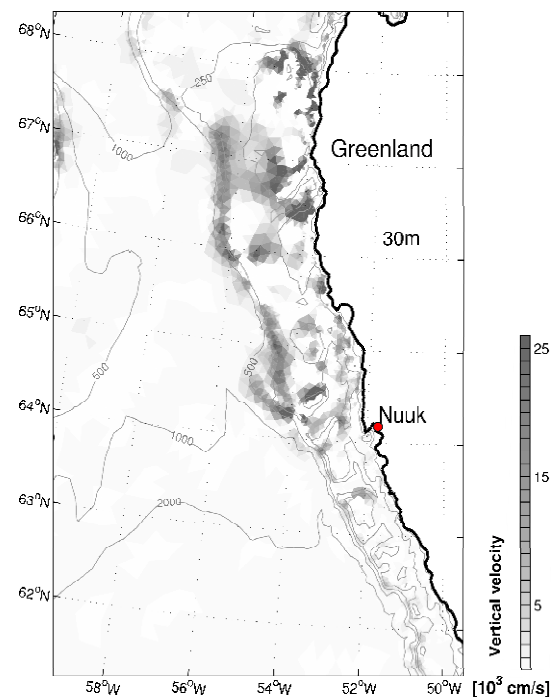 68°N
250
67°N
Greenland
1000
66°N
30m
65°N
500
500
25
64°N
Nuuk
1000
15
63°N
2000
62°N
5
Vertical velocity
58°W 56°W 54°W 52°W 50°W
[10³ cm/s]